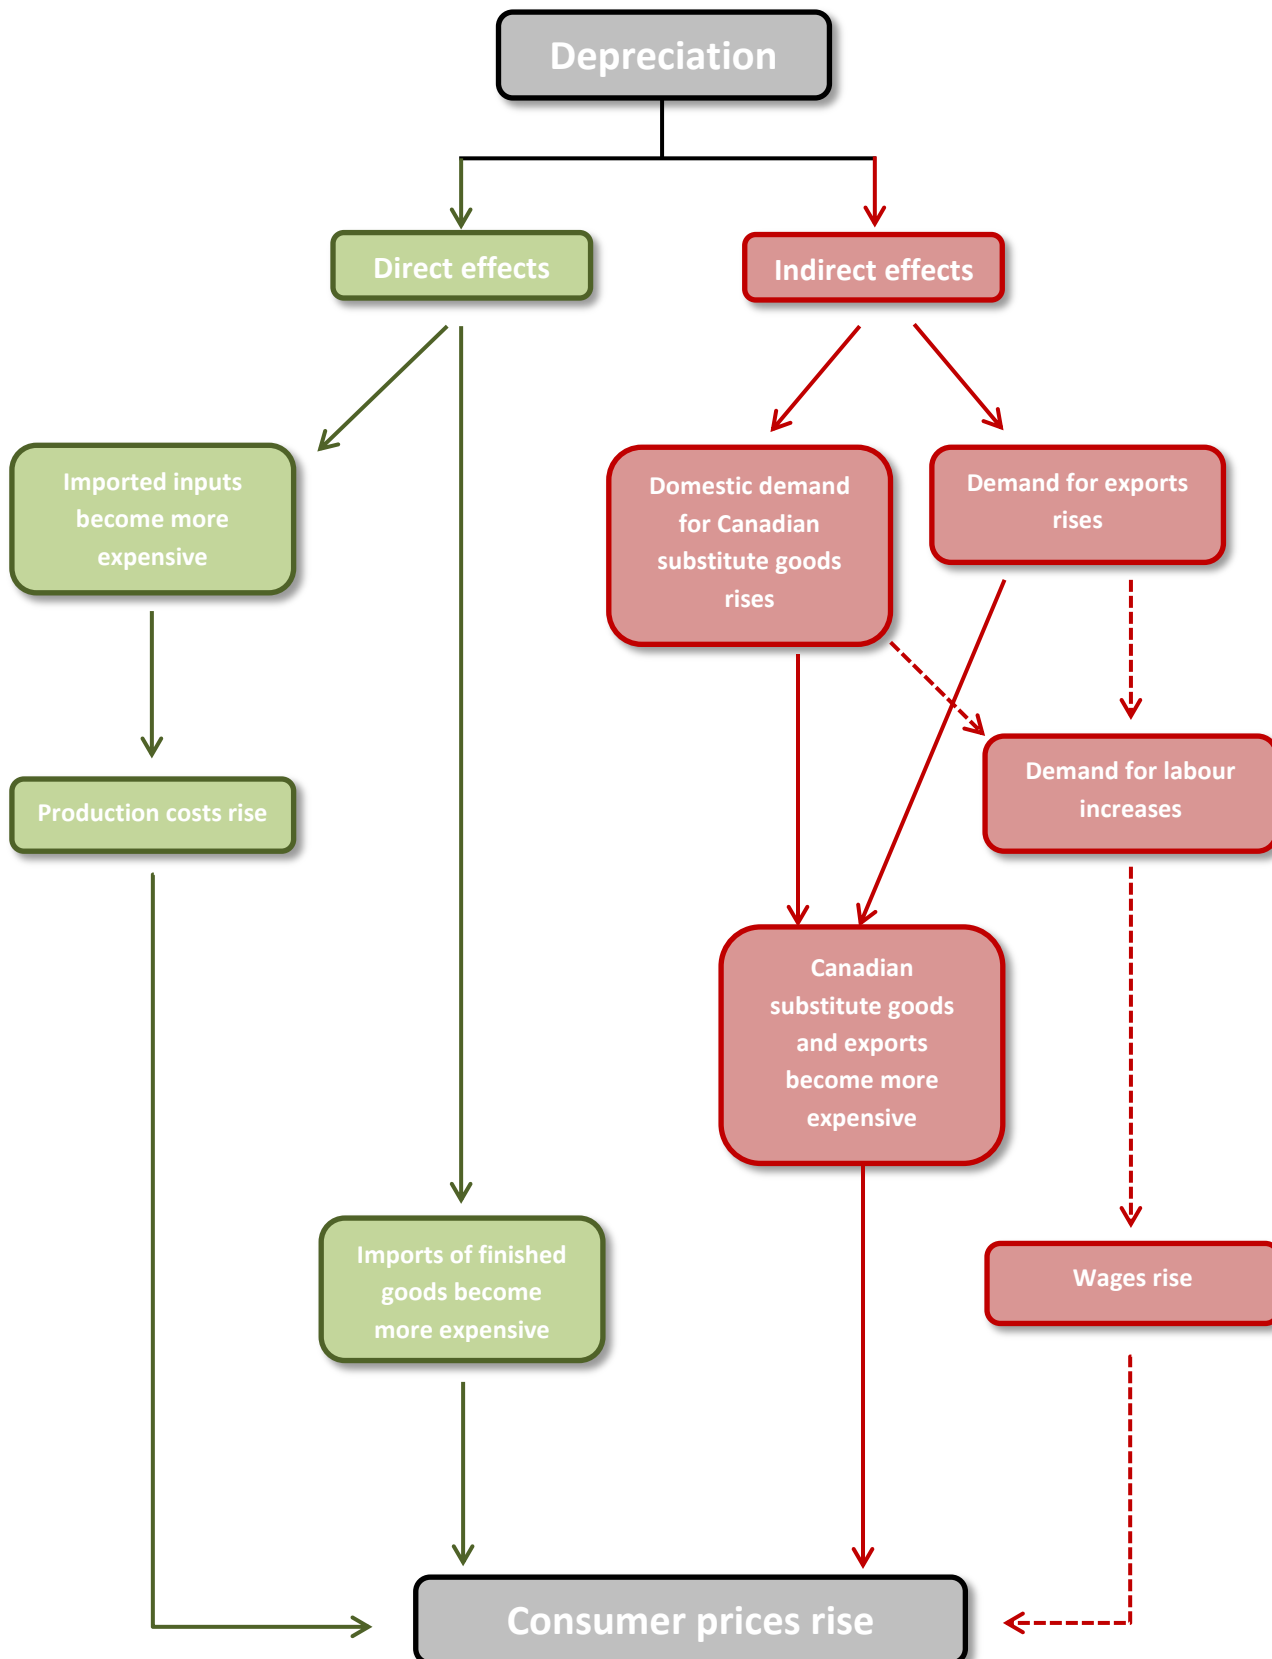 Depreciation
Direct effects
Indirect effects
Imported inputs
become more
expensive
Domestic demand
for Canadian
substitute goods
rises
Demand for exports
rises
Production costs rise
Demand for labour
increases
Canadian
substitute goods
and exports
become more
expensive
Imports of finished
goods become
more expensive
Wages rise
Consumer prices rise